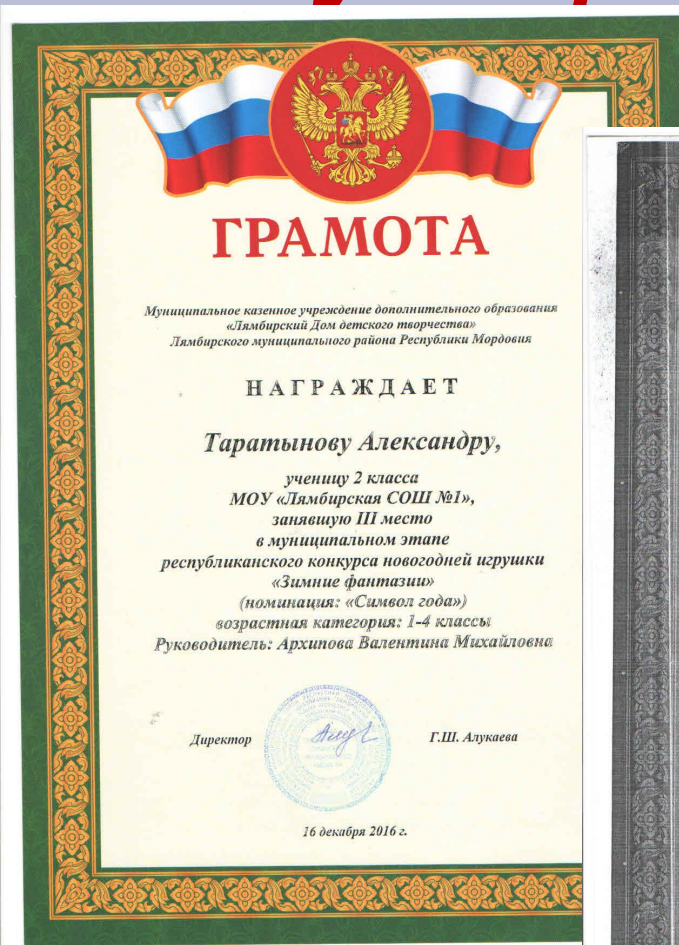 ГРАМОТА
Муниципальное казенное учреждение дополнительного образования
«Лямбирский Дом детского творчества»
Лямбирского муниципального района Республики Мордовия
НАГРАЖДАЕТ
Таратынову Александру,
ученицу 2 класса
МОУ «Лямбирская СОШ №1»,
занявшую III место
в муниципальном этапе
республиканского конкурса новогодней игрушки
«Зимние фантазии»
(номинация: «Символ года»)
возрастная категория: 1-4 классы
Руководитель: Архипова Валентина Михайловна
Директор Г.Ш. Алукаева
16 декабря 2016 г.